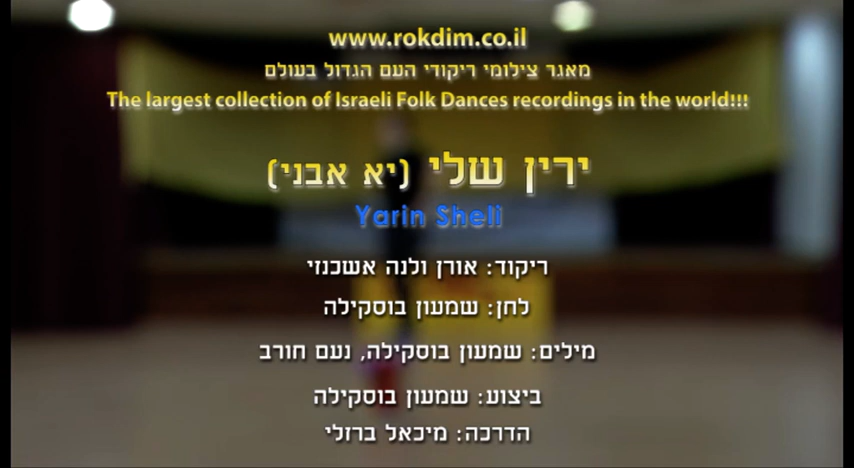 www.rokdim.co.il
מאגר צילומי ריקודי העם הגדול בעולם
The largest collection of Israeli Folk Dances recordings in the world!!!
ירין שלי (יא אבני)
Yarin Sheli
ריקוד: אורן ולנה אשכנזי
לחן: שמעון בוסקילה
מילים: שמעון בוסקילה, נעם חורב
ביצוע: שמעון בוסקילה
הדרכה: מיכאל ברזלי